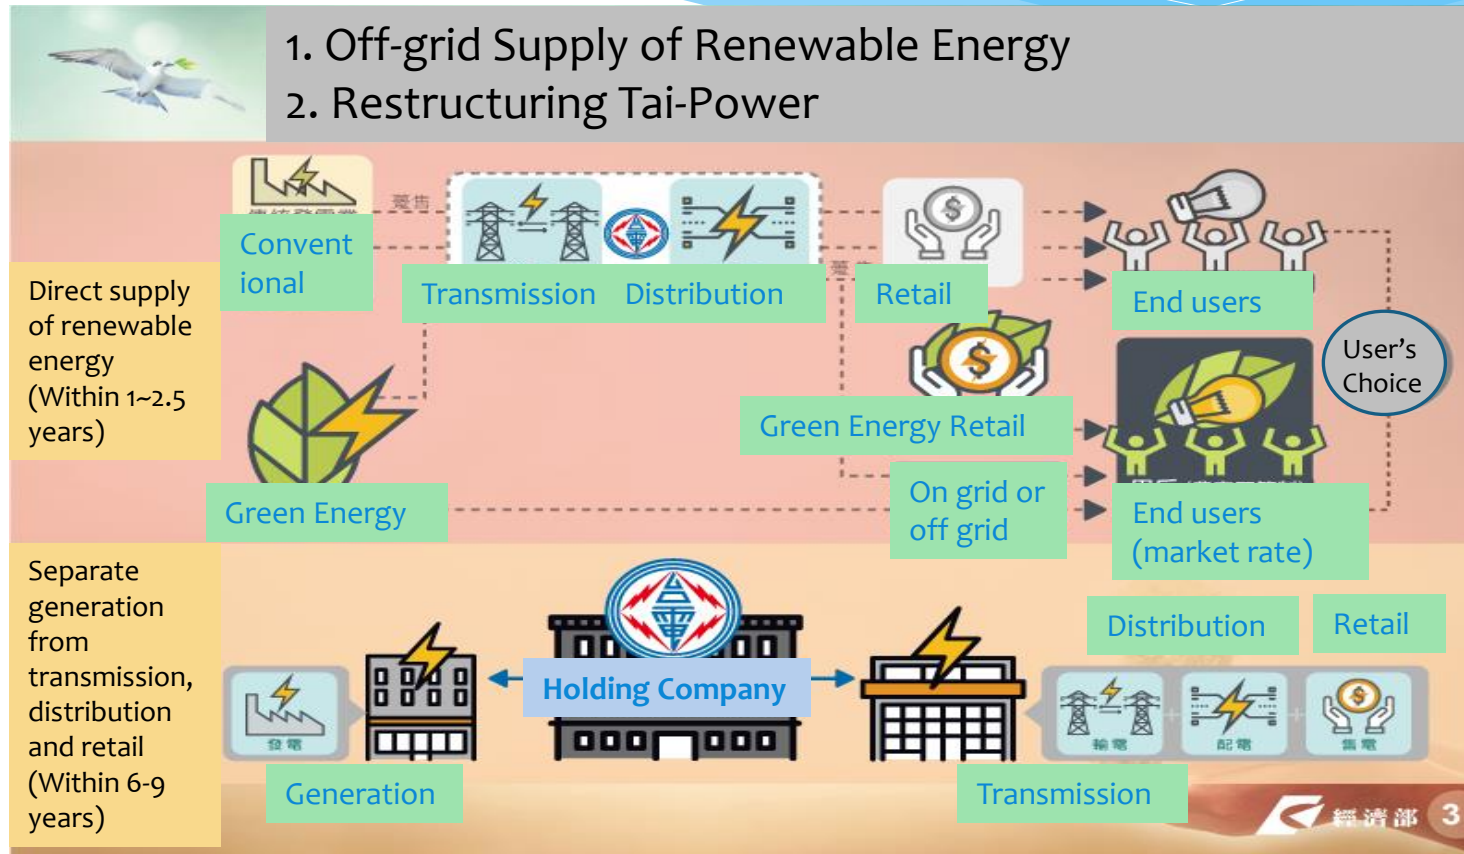 1. Off-grid Supply of Renewable Energy
2. Restructuring Tai-Power
躉售
Convent
ional
Transmission
Distribution
Retail
End users
Direct supply
of renewable
energy
(Within 1~2.5
years)
User's
Choice
Green Energy Retail
Green Energy
On grid or
off grid
End users
(market rate)
Separate
generation
from
transmission,
distribution
and retail
(Within 6-9
years)
Distribution
Retail
Holding Company
發電
輸電
配電
售電
Generation
Transmission
經濟部
3